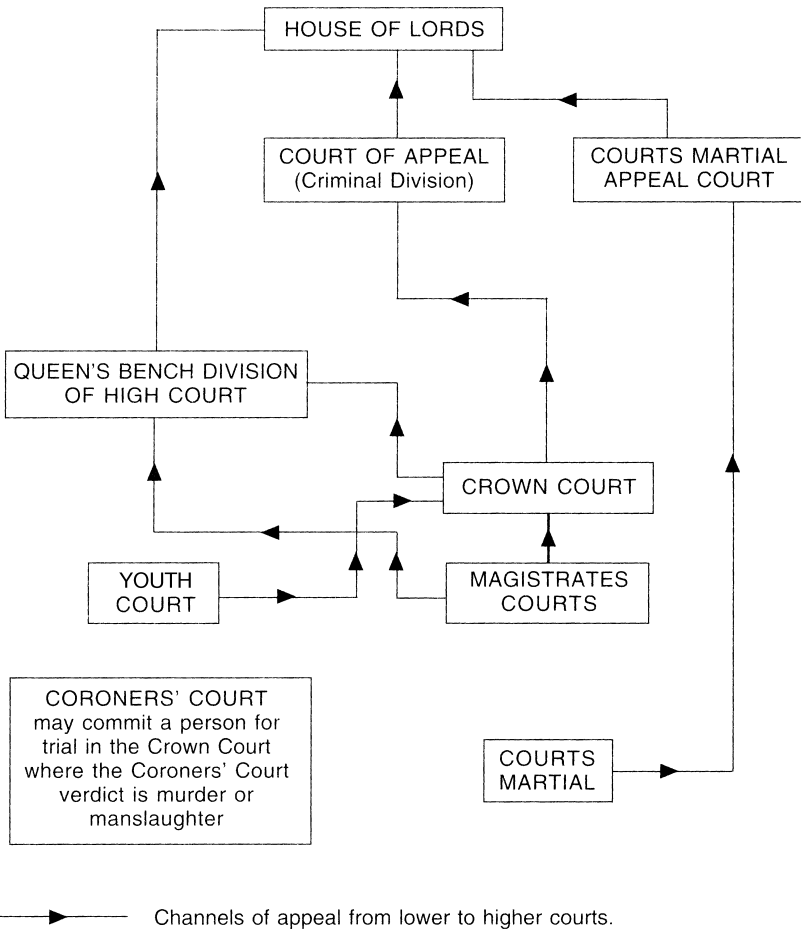 HOUSE OF LORDS
COURT OF APPEAL
(Criminal Division)
COURTS MARTIAL
APPEAL COURT
QUEEN'S BENCH DIVISION
OF HIGH COURT
CROWN COURT
YOUTH
COURT
MAGISTRATES
COURTS
CORONERS' COURT
may commit a person for
trial in the Crown Court
where the Coroners' Court
verdict is murder or
manslaughter
COURTS
MARTIAL
Channels of appeal from lower to higher courts.